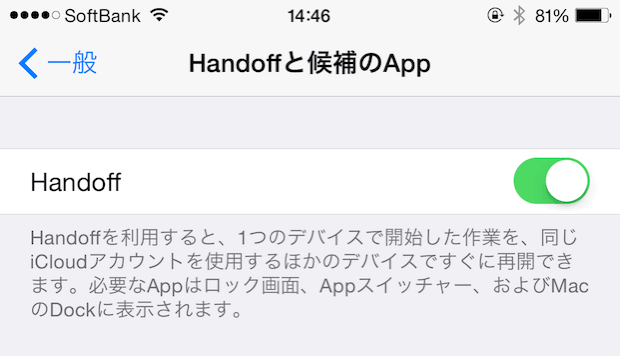 SoftBank 14:46 81%
一般 Handoffと候補のApp
Handoff
Handoffを利用すると、1つのデバイスで開始した作業を、同じ
iCloudアカウントを使用するほかのデバイスですぐに再開でき
ます。必要なAppはロック画面、Appスイッチャー、およびMac
のDockに表示されます。